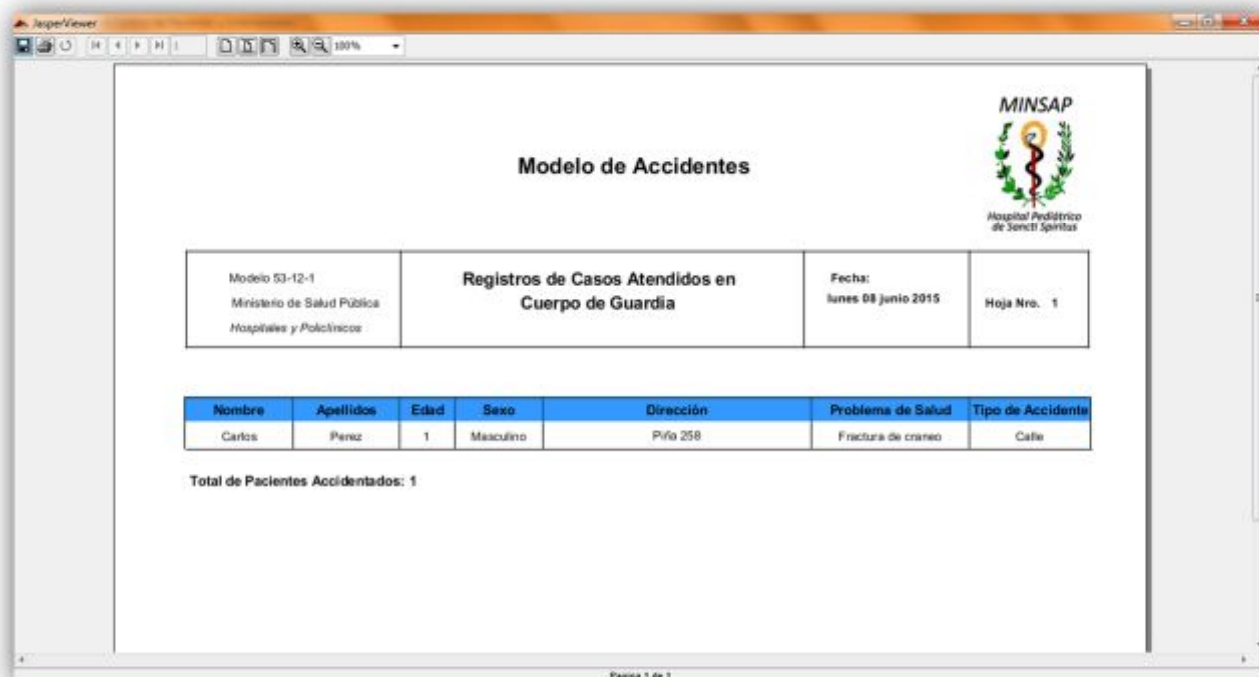 JasperViewer
100%
MINSAP
Modelo de Accidentes
Hospital Pediátrico
de Sancti Spiritus
Modelo 53-12-1
Ministerio de Salud Pública
Hospitales y Policlínicos
Registros de Casos Atendidos en
Cuerpo de Guardia
Fecha:
lunes 08 junio 2015
Hoja Nro. 1
Nombre Apellidos Edad Sexo Dirección Problema de Salud Tipo de Accidente
Carlos Perez 1 Masculino 258 Fractura de craneo Calle
Total de Pacientes Accidentados: 1
Pagina 1 de 1